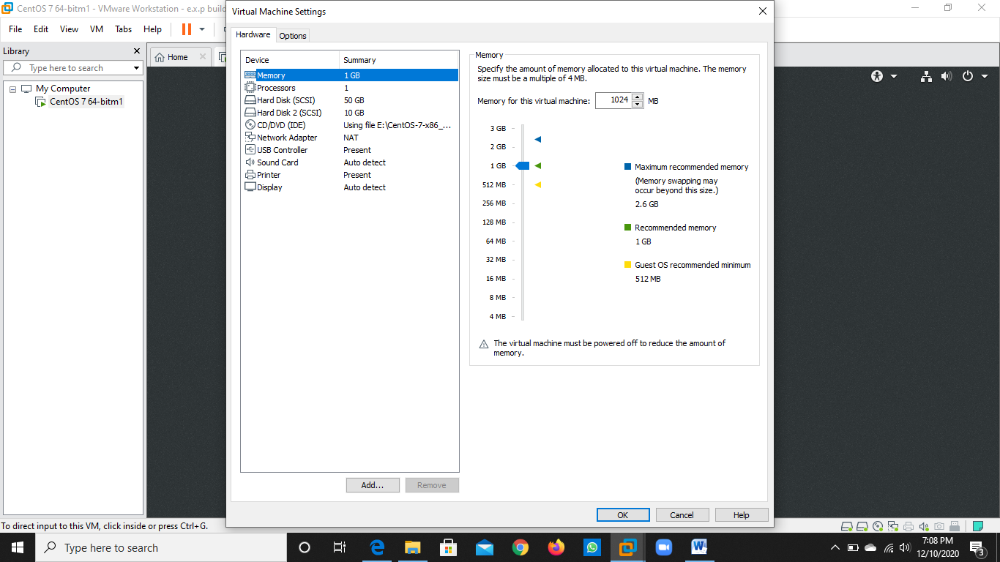 CentOS 7 64-bitm1 - VMware Workstation - e.x.p build
File Edit View VM Tabs Help
Library
Type here to search
My Computer
CentOS 7 64-bitm1
Home
Virtual Machine Settings
Hardware Options
Device Summary
Memory 1 GB
Processors 1
Hard Disk (SCSI) 50 GB
Hard Disk 2 (SCSI) 10 GB
CD/DVD (IDE) Using file E:\CentOS-7-x86_...
Network Adapter NAT
USB Controller Present
Sound Card Auto detect
Printer Present
Display Auto detect
Add... Remove
Memory
Specify the amount of memory allocated to this virtual machine. The memory
size must be a multiple of 4 MB.
Memory for this virtual machine: 1024 MB
3 GB
2 GB
1 GB
512 MB
256 MB
128 MB
64 MB
32 MB
16 MB
8 MB
4 MB
Maximum recommended memory
(Memory swapping may
occur beyond this size.)
2.6 GB
Recommended memory
1 GB
Guest OS recommended minimum
512 MB
The virtual machine must be powered off to reduce the amount of
memory.
OK Cancel Help
To direct input to this VM, click inside or press Ctrl+G.
Type here to search
7:08 PM
12/10/2020
3